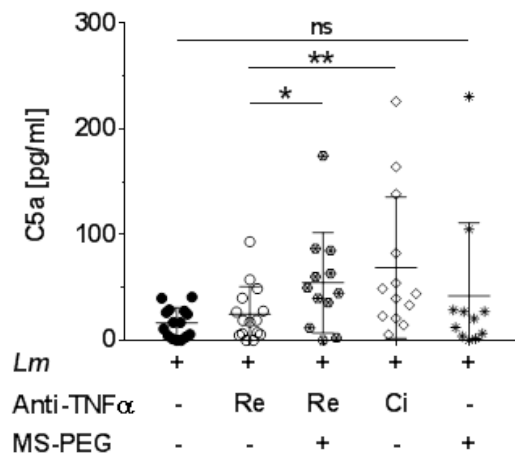 ns
**
*
300
200
100
0
C5a [pg/ml]
Lm + + + + +
Anti-TNFα - Re Re Ci -
MS-PEG - - + - +